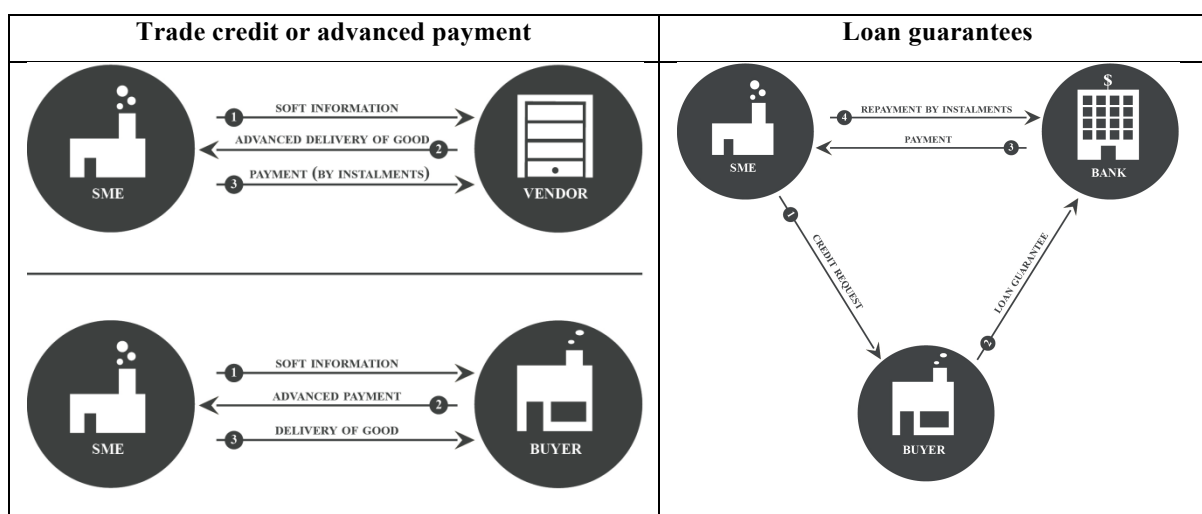 Trade credit or advanced payment
Loan guarantees
1 SOFT INFORMATION
ADVANCED DELIVERY OF GOOD 2
3 PAYMENT (BY INSTALMENTS)
SME
VENDOR
1 SOFT INFORMATION
ADVANCED PAYMENT 2
3 DELIVERY OF GOOD
SME
BUYER
$
4 REPAYMENT BY INSTALMENTS
PAYMENT 3
SME
BANK
1 CREDIT REQUEST
2 LOAN GUARANTEE
BUYER